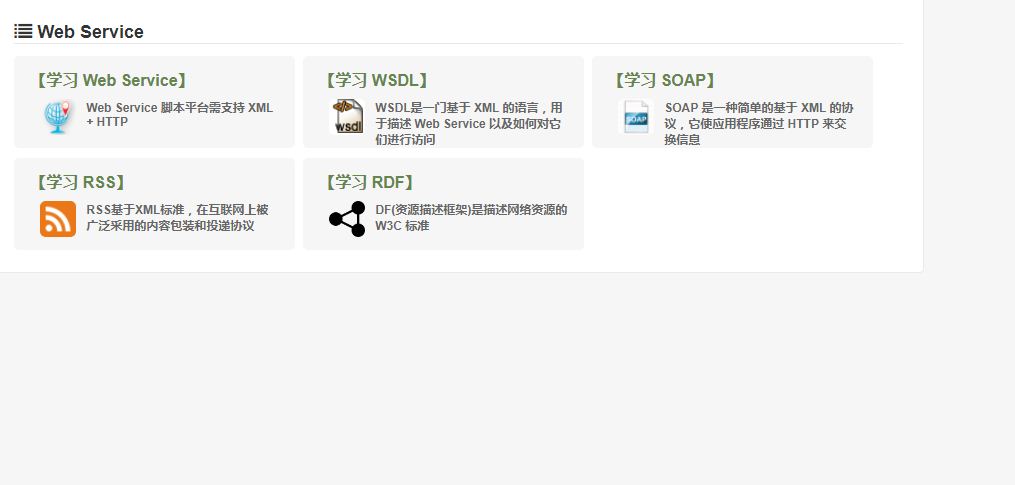 Web Service
【学习 Web Service】
Web Service 脚本平台需支持 XML
+ HTTP
【学习 WSDL】
wsdl
WSDL是一门基于 XML 的语言，用
于描述 Web Service 以及如何对它
们进行访问
【学习 SOAP】
SOAP
SOAP 是一种简单的基于 XML 的协
议，它使应用程序通过 HTTP 来交
换信息
【学习 RSS】
RSS基于XML标准，在互联网上被
广泛采用的内容包装和投递协议
【学习 RDF】
DF(资源描述框架)是描述网络资源的
W3C 标准